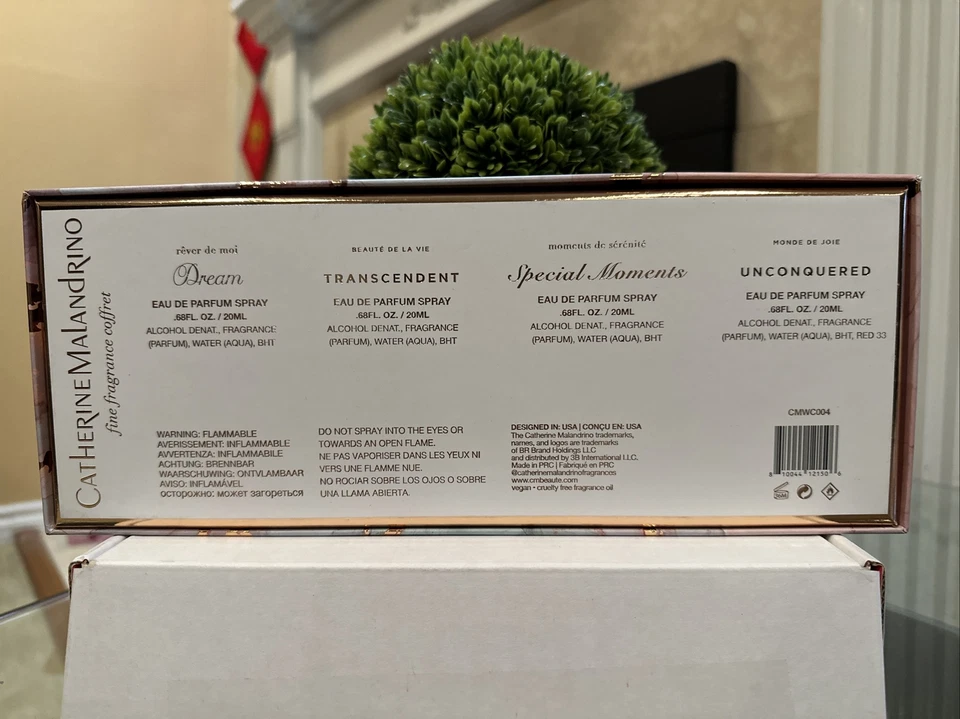 CATHERINE MALANDRINO
fine fragrance coffret
rêver de moi
Dream
EAU DE PARFUM SPRAY
.68FL. OZ. / 20ML
ALCOHOL DENAT., FRAGRANCE
(PARFUM), WATER (AQUA), BHT
BEAUTÉ DE LA VIE
TRANSCENDENT
EAU DE PARFUM SPRAY
.68FL. OZ. / 20ML
ALCOHOL DENAT., FRAGRANCE
(PARFUM), WATER (AQUA), BHT
moments de sérénité
Special Moments
EAU DE PARFUM SPRAY
.68FL. OZ. / 20ML
ALCOHOL DENAT., FRAGRANCE
(PARFUM), WATER (AQUA), BHT
MONDE DE JOIE
UNCONQUERED
EAU DE PARFUM SPRAY
.68FL. OZ. / 20ML
ALCOHOL DENAT., FRAGRANCE
(PARFUM), WATER (AQUA), BHT, RED 33
WARNING: FLAMMABLE
AVERISSEMENT: INFLAMMABLE
AVVERTENZA: INFLAMMABILE
ACHTUNG: BRENNBAR
WAARSCHUWING: ONTVLAMBAAR
AVISO: INFLAMÁVEL
осторожно: может загореться
DO NOT SPRAY INTO THE EYES OR
TOWARDS AN OPEN FLAME.
NE PAS VAPORISER DANS LES YEUX NI
VERS UNE FLAMME NUE.
NO ROCIAR SOBRE LOS OJOS O SOBRE
UNA LLAMA ABIERTA.
DESIGNED IN: USA | CONÇU EN: USA
The Catherine Malandrino trademarks,
names, and logos are trademarks
of BR Brand Holdings LLC
and distributed by 3B International L.L.C.
Made in PRC | Fabriqué en PRC
@catherinemalandrinofragrances
www.cmbeaute.com
vegan • cruelty free fragrance oil
CMWC004
8 10044 12150 6